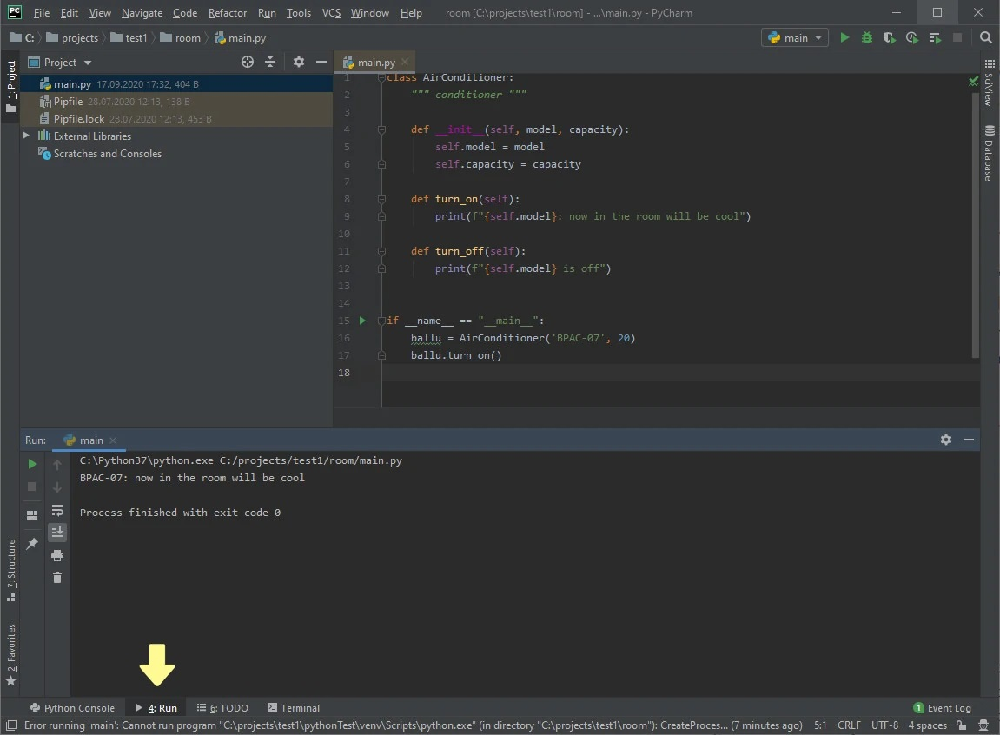 PC File Edit View Navigate Code Refactor Run Tools VCS Window Help room [C:\projects\test1\room] - ...\main.py - PyCharm
C: projects test1 room main.py main
1: Project
Project
main.py 17.09.2020 17:32, 404 B
Pipfile 28.07.2020 12:13, 138 B
Pipfile.lock 28.07.2020 12:13, 453 B
External Libraries
Scratches and Consoles
main.py
1 class AirConditioner:
2 """ conditioner """
3
4 def __init__(self, model, capacity):
5 self.model = model
6 self.capacity = capacity
7
8 def turn_on(self):
9 print(f"{self.model}: now in the room will be cool")
10
11 def turn_off(self):
12 print(f"{self.model} is off")
13
14
15 if __name__ == "__main__":
16 ballu = AirConditioner('BPAC-07', 20)
17 ballu.turn_on()
18
SciView
Database
Run: main
C:\Python37\python.exe C:/projects/test1/room/main.py
BPAC-07: now in the room will be cool
Process finished with exit code 0
7: Structure
2: Favorites
Python Console 4: Run 6: TODO Terminal 1 Event Log
Error running 'main': Cannot run program "C:\projects\test1\pythonTest\venv\Scripts\python.exe" (in directory "C:\projects\test1\room"): CreateProces... (7 minutes ago) 5:1 CRLF UTF-8 4 spaces